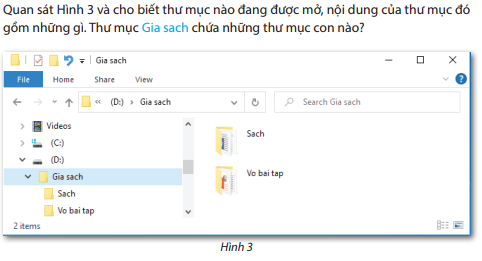 Quan sát Hình 3 và cho biết thư mục nào đang được mở, nội dung của thư mục đó
gồm những gì. Thư mục Gia sach chứa những thư mục con nào?
Gia sach
File Home Share View
(D:) Gia sach
Search Gia sach
Videos
(C:)
(D:)
Gia sach
Sach
Vo bai tap
Sach
Vo bai tap
2 items
Hình 3